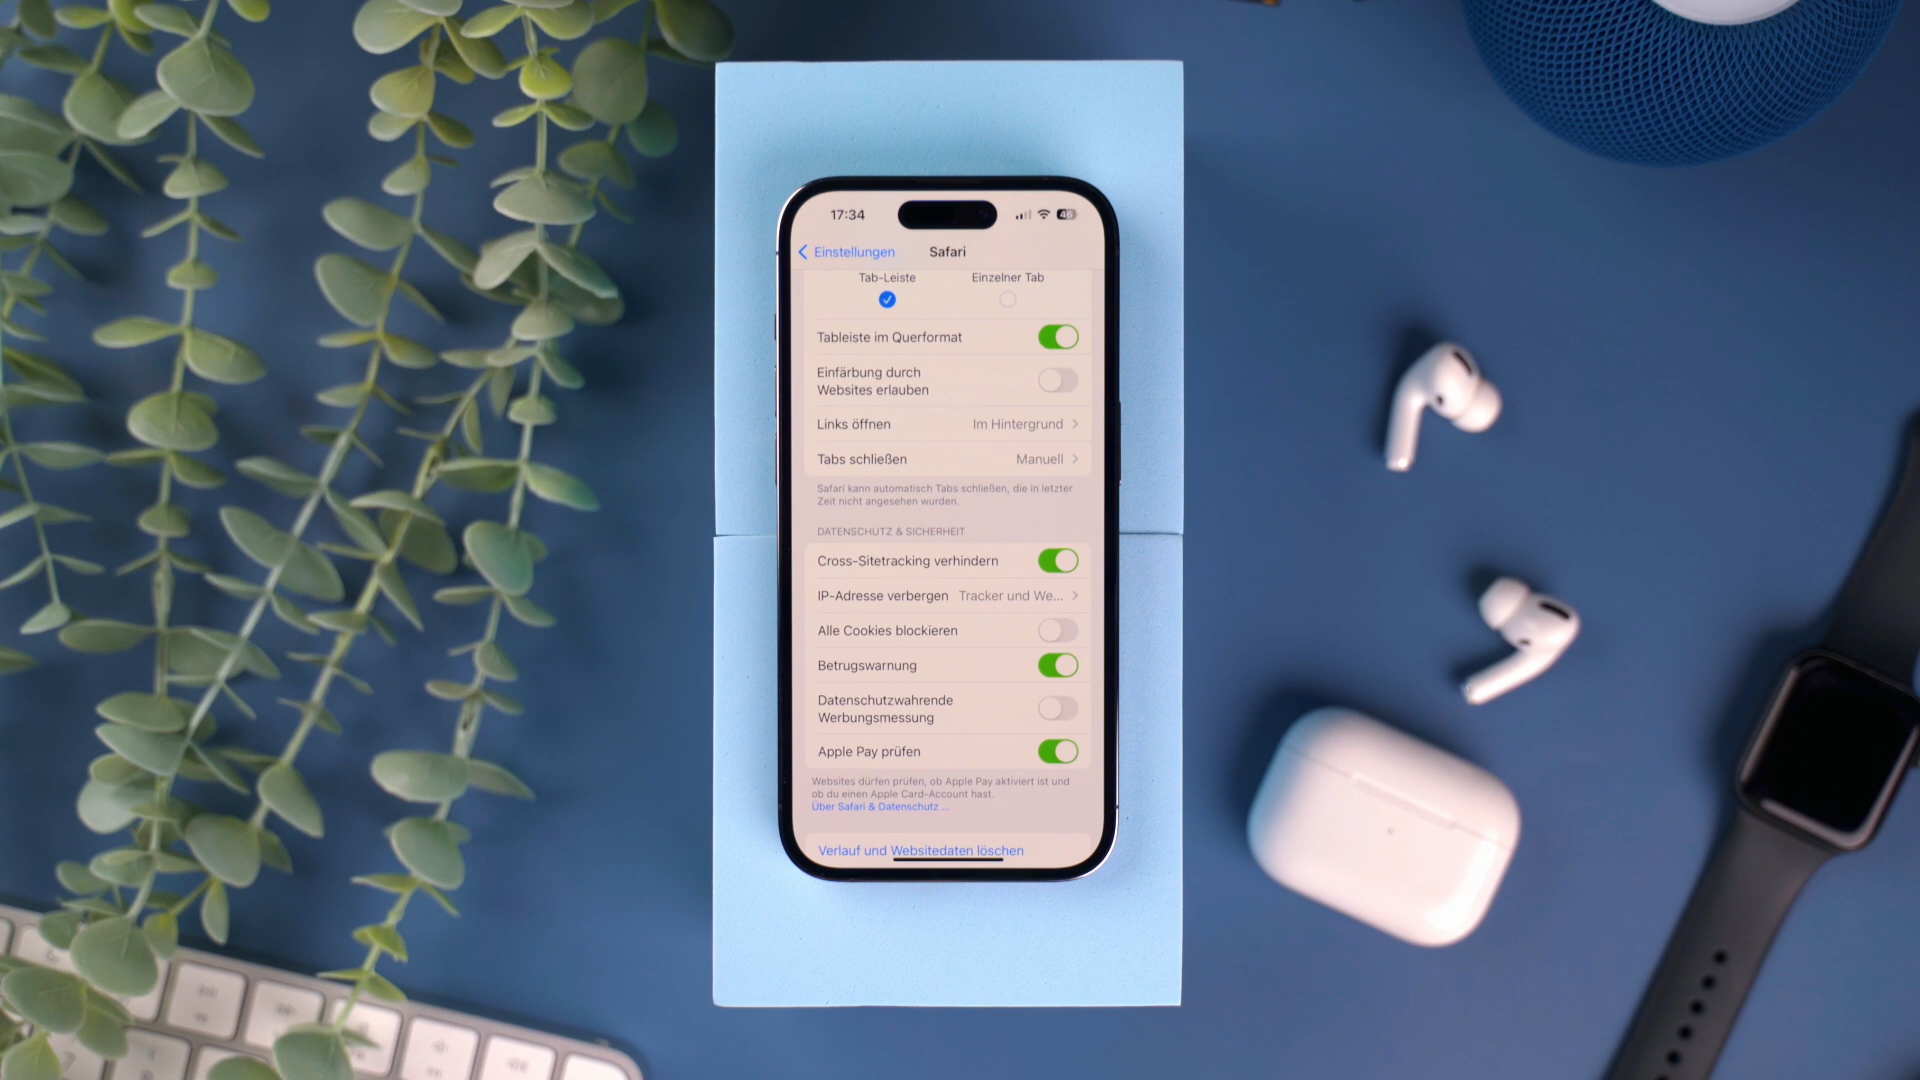 17:34
46
Einstellungen
Safari
Tab-Leiste
Einzelner Tab
Tableiste im Querformat
Einfärbung durch
Websites erlauben
Links öffnen
Im Hintergrund
Tabs schließen
Manuell
Safari kann automatisch Tabs schließen, die in letzter
Zeit nicht angesehen wurden.
DATENSCHUTZ & SICHERHEIT
Cross-Sitetracking verhindern
IP-Adresse verbergen
Tracker und We...
Alle Cookies blockieren
Betrugswarnung
Datenschutzwahrende
Werbungsmessung
Apple Pay prüfen
Websites dürfen prüfen, ob Apple Pay aktiviert ist und
ob du einen Apple Card-Account hast.
Über Safari & Datenschutz ...
Verlauf und Websitedaten löschen